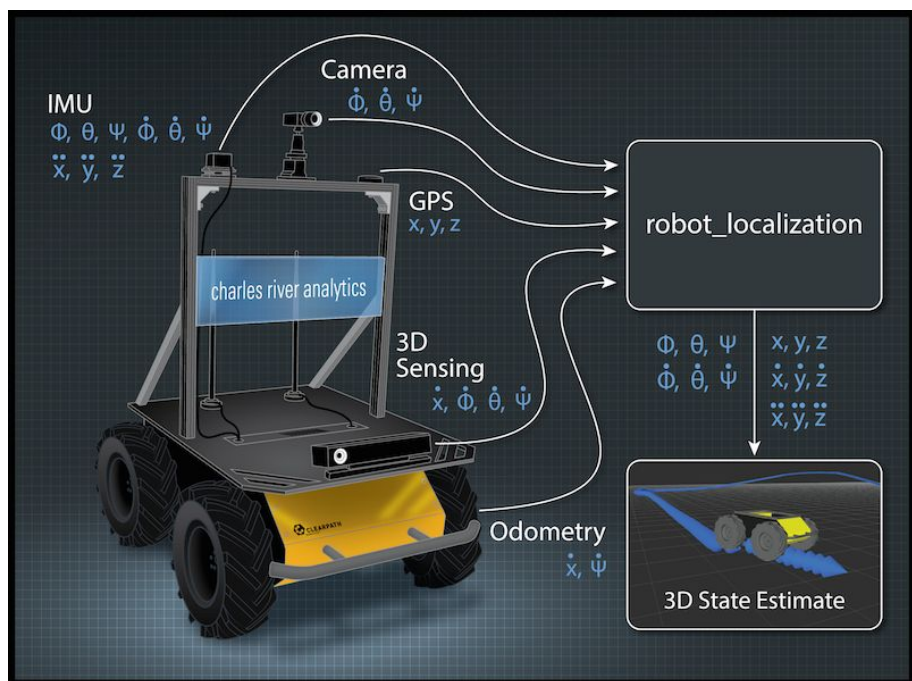 Camera
Φ̇, θ̇, Ψ̇
IMU
Φ, θ, Ψ, Φ̇, θ̇, Ψ̇
ẍ, ÿ, z̈
GPS
x, y, z
robot_localization
charles river analytics
3D
Sensing
ẋ, Φ̇, θ̇, Ψ̇
Φ, θ, Ψ
Φ̇, θ̇, Ψ̇
x, y, z
ẋ, ẏ, ż
ẍ, ÿ, z̈
CLEARPATH
Odometry
ẋ, Ψ̇
3D State Estimate